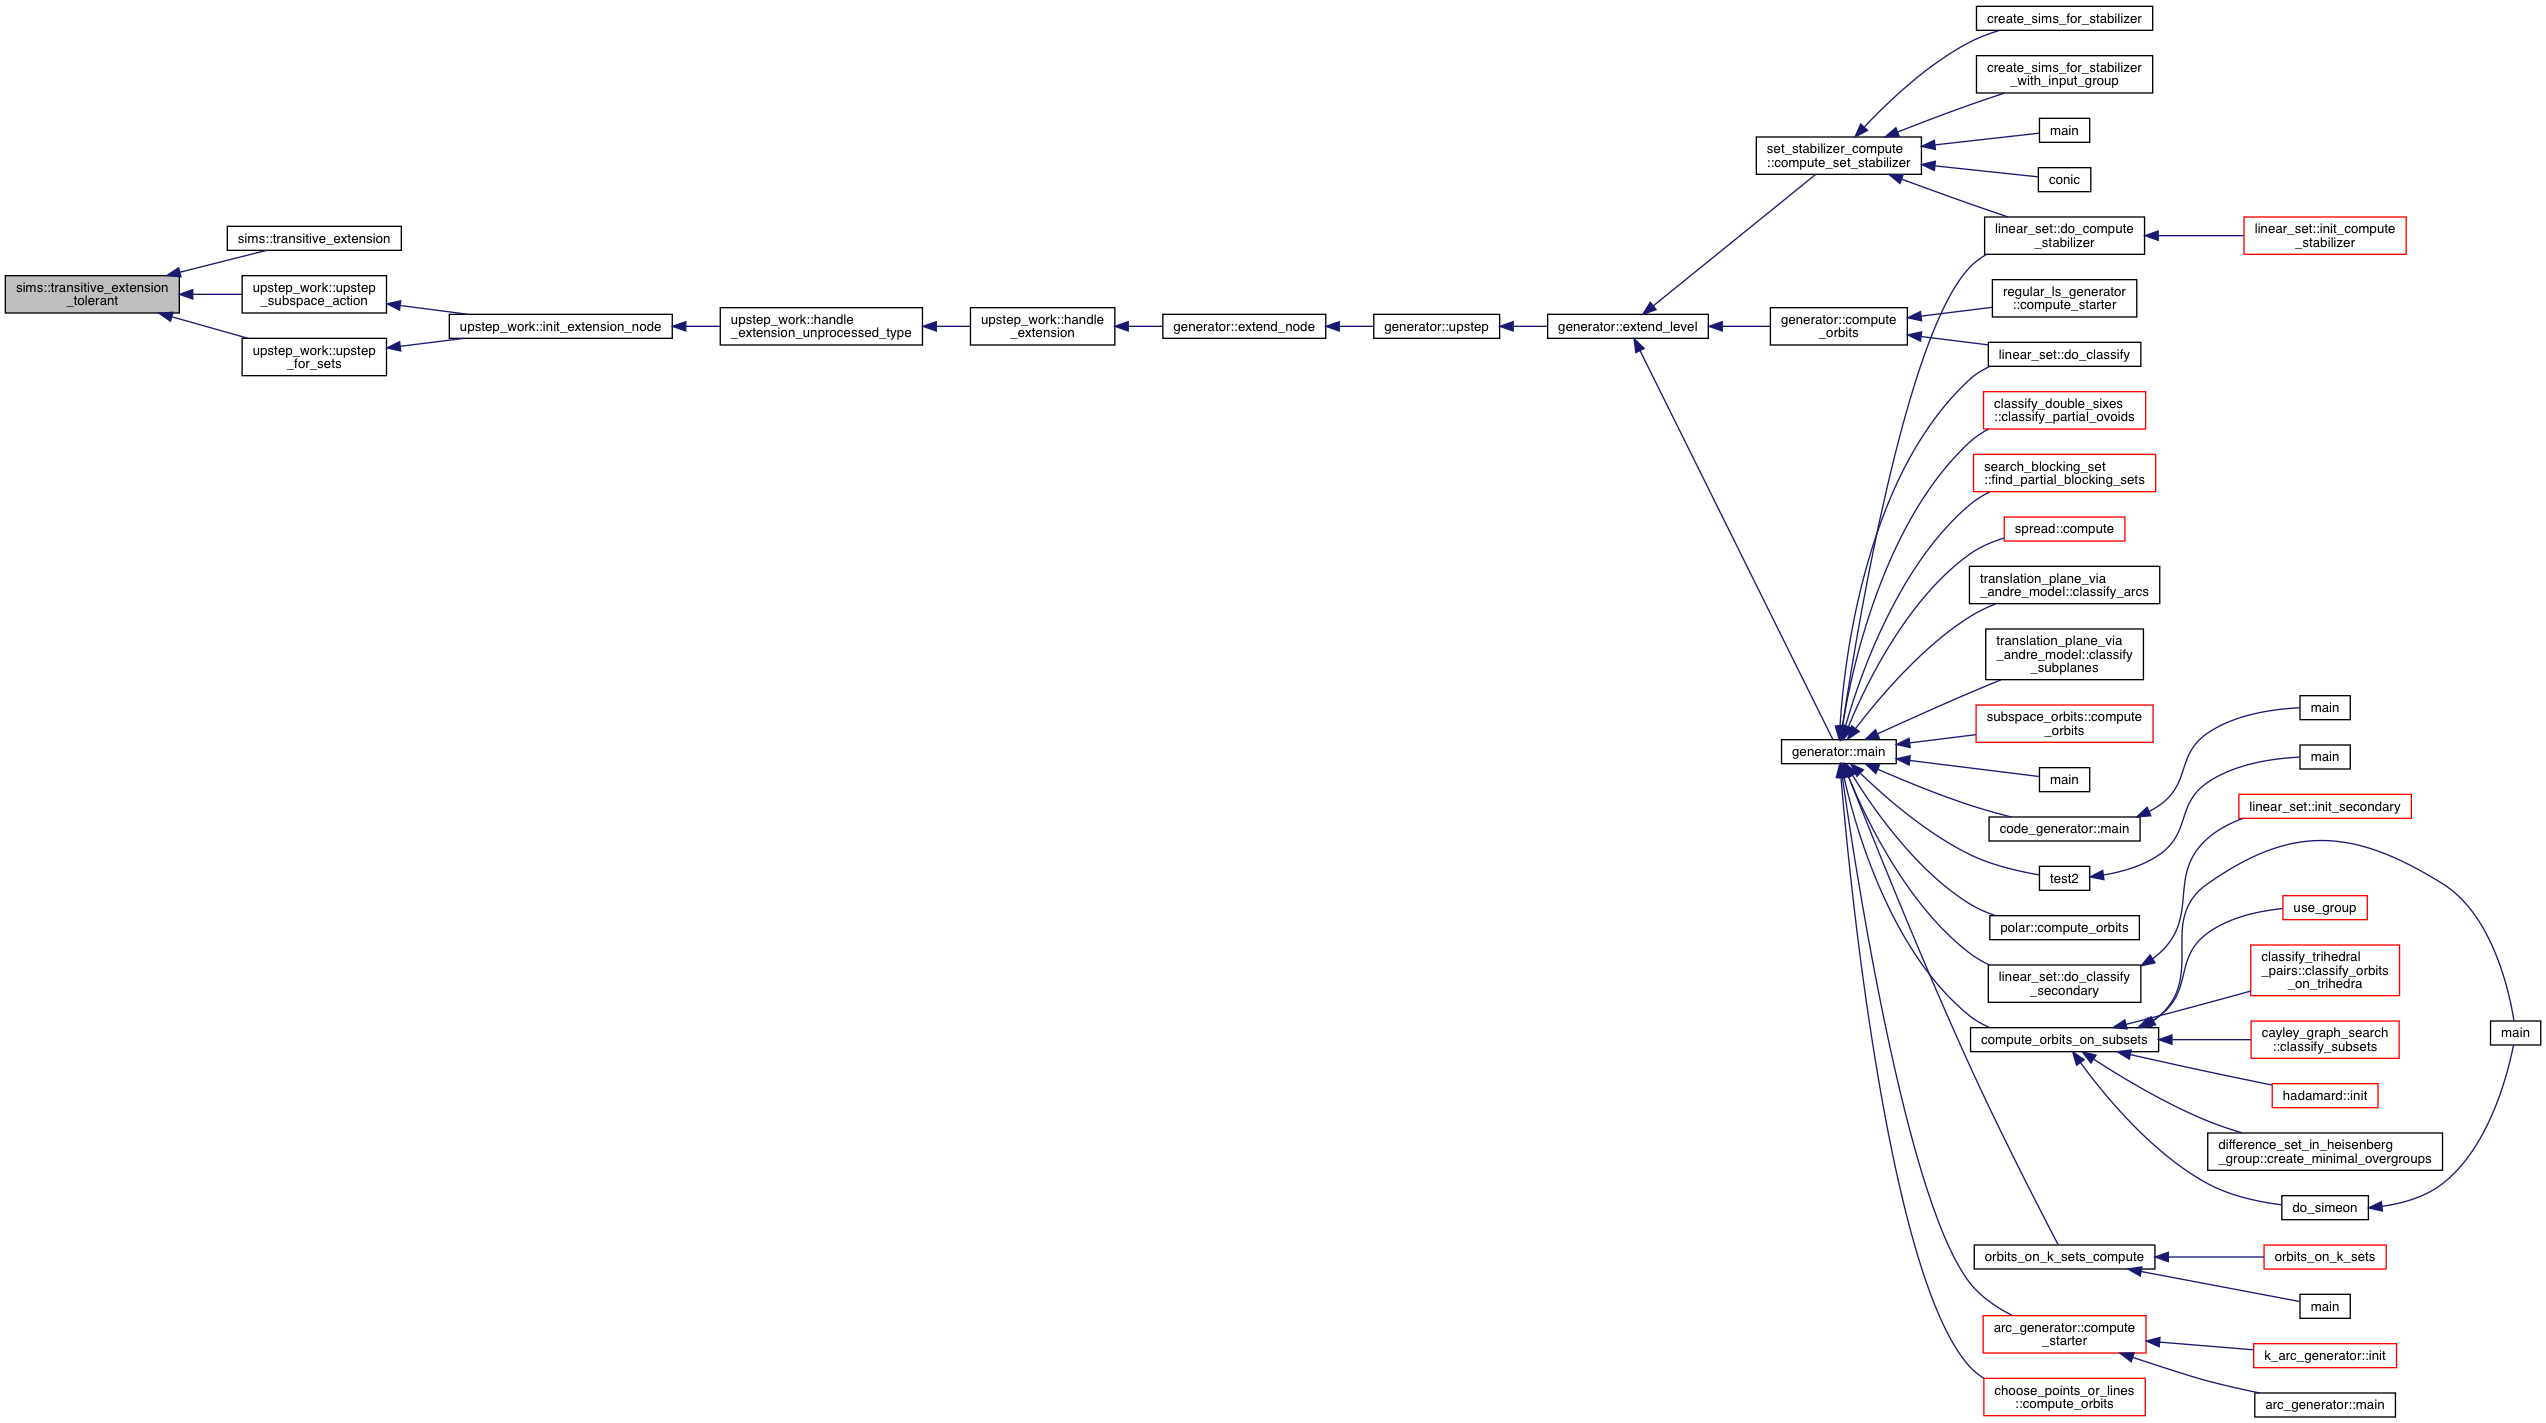 sims::transitive_extension
_tolerant
sims::transitive_extension
upstep_work::upstep
_subspace_action
upstep_work::upstep
_for_sets
upstep_work::init_extension_node
upstep_work::handle
_extension_unprocessed_type
upstep_work::handle
_extension
generator::extend_node
generator::upstep
generator::extend_level
set_stabilizer_compute
::compute_set_stabilizer
generator::compute
_orbits
generator::main
create_sims_for_stabilizer
create_sims_for_stabilizer
_with_input_group
main
conic
linear_set::do_compute
_stabilizer
linear_set::init_compute
_stabilizer
regular_ls_generator
::compute_starter
linear_set::do_classify
classify_double_sixes
::classify_partial_ovoids
search_blocking_set
::find_partial_blocking_sets
spread::compute
translation_plane_via
_andre_model::classify_arcs
translation_plane_via
_andre_model::classify
_subplanes
subspace_orbits::compute
_orbits
main
code_generator::main
test2
polar::compute_orbits
linear_set::do_classify
_secondary
compute_orbits_on_subsets
orbits_on_k_sets_compute
arc_generator::compute
_starter
choose_points_or_lines
::compute_orbits
main
main
linear_set::init_secondary
use_group
classify_trihedral
_pairs::classify_orbits
_on_trihedra
cayley_graph_search
::classify_subsets
hadamard::init
difference_set_in_heisenberg
_group::create_minimal_overgroups
do_simeon
orbits_on_k_sets
main
k_arc_generator::init
arc_generator::main
main